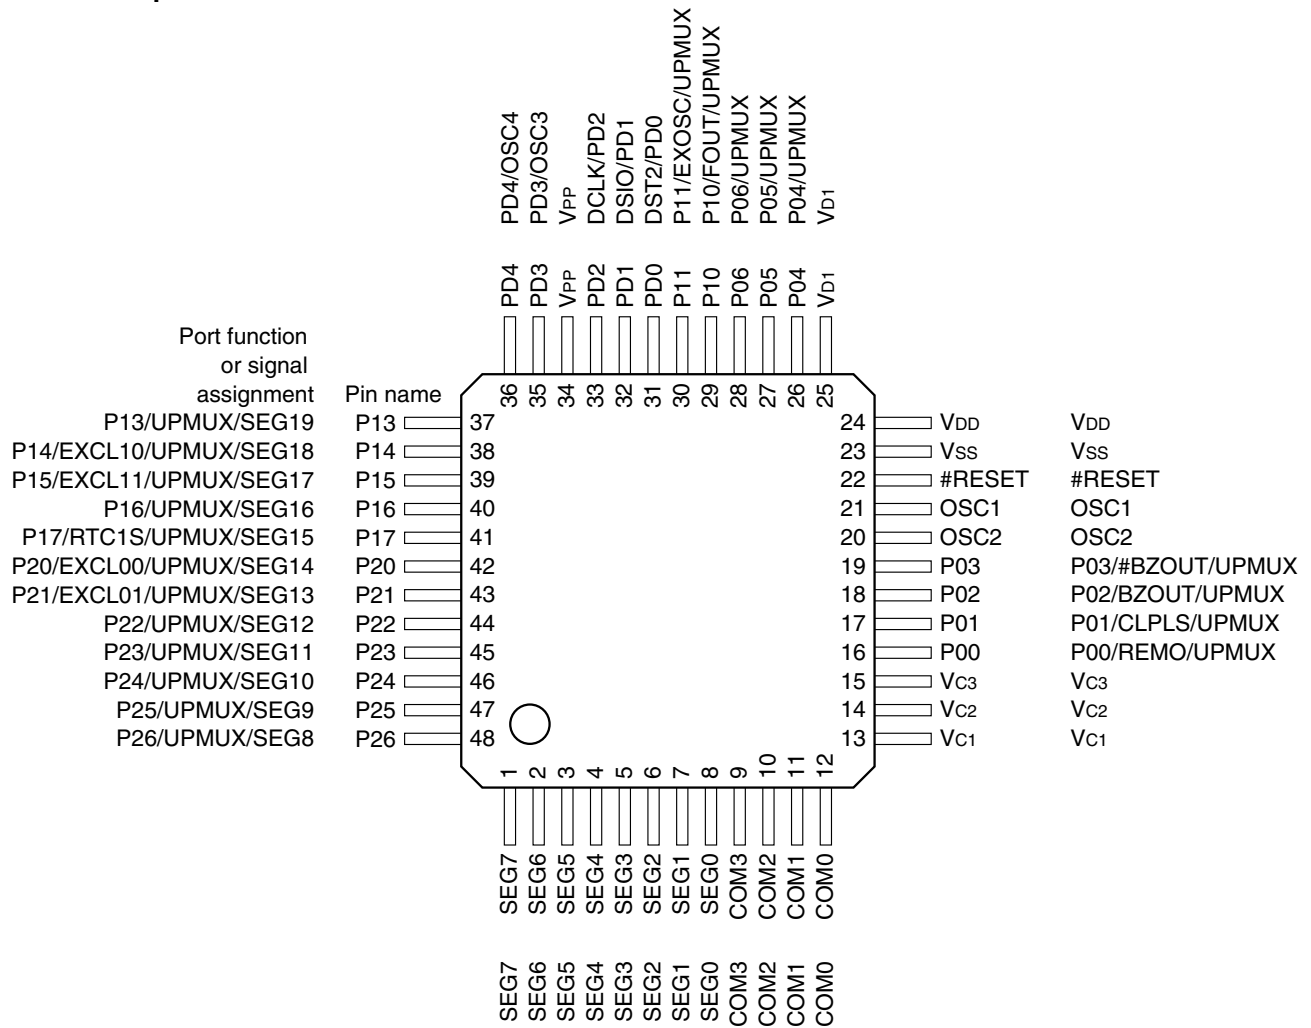 PD4/OSC4
PD3/OSC3
VPP
DCLK/PD2
DSIO/PD1
DST2/PD0
P11/EXOSC/UPMUX
P10/FOUT/UPMUX
P06/UPMUX
P05/UPMUX
P04/UPMUX
VD1
PD4
PD3
VPP
PD2
PD1
PD0
P11
P10
P06
P05
P04
VD1
36
35
34
33
32
31
30
29
28
27
26
25
Port function
or signal
assignment
Pin name
P13/UPMUX/SEG19 P13 37
P14/EXCL10/UPMUX/SEG18 P14 38
P15/EXCL11/UPMUX/SEG17 P15 39
P16/UPMUX/SEG16 P16 40
P17/RTC1S/UPMUX/SEG15 P17 41
P20/EXCL00/UPMUX/SEG14 P20 42
P21/EXCL01/UPMUX/SEG13 P21 43
P22/UPMUX/SEG12 P22 44
P23/UPMUX/SEG11 P23 45
P24/UPMUX/SEG10 P24 46
P25/UPMUX/SEG9 P25 47
P26/UPMUX/SEG8 P26 48
24 VDD VDD
23 VSS VSS
22 #RESET #RESET
21 OSC1 OSC1
20 OSC2 OSC2
19 P03 P03/#BZOUT/UPMUX
18 P02 P02/BZOUT/UPMUX
17 P01 P01/CLPLS/UPMUX
16 P00 P00/REMO/UPMUX
15 VC3 VC3
14 VC2 VC2
13 VC1 VC1
1
2
3
4
5
6
7
8
9
10
11
12
SEG7
SEG6
SEG5
SEG4
SEG3
SEG2
SEG1
SEG0
COM3
COM2
COM1
COM0
SEG7
SEG6
SEG5
SEG4
SEG3
SEG2
SEG1
SEG0
COM3
COM2
COM1
COM0